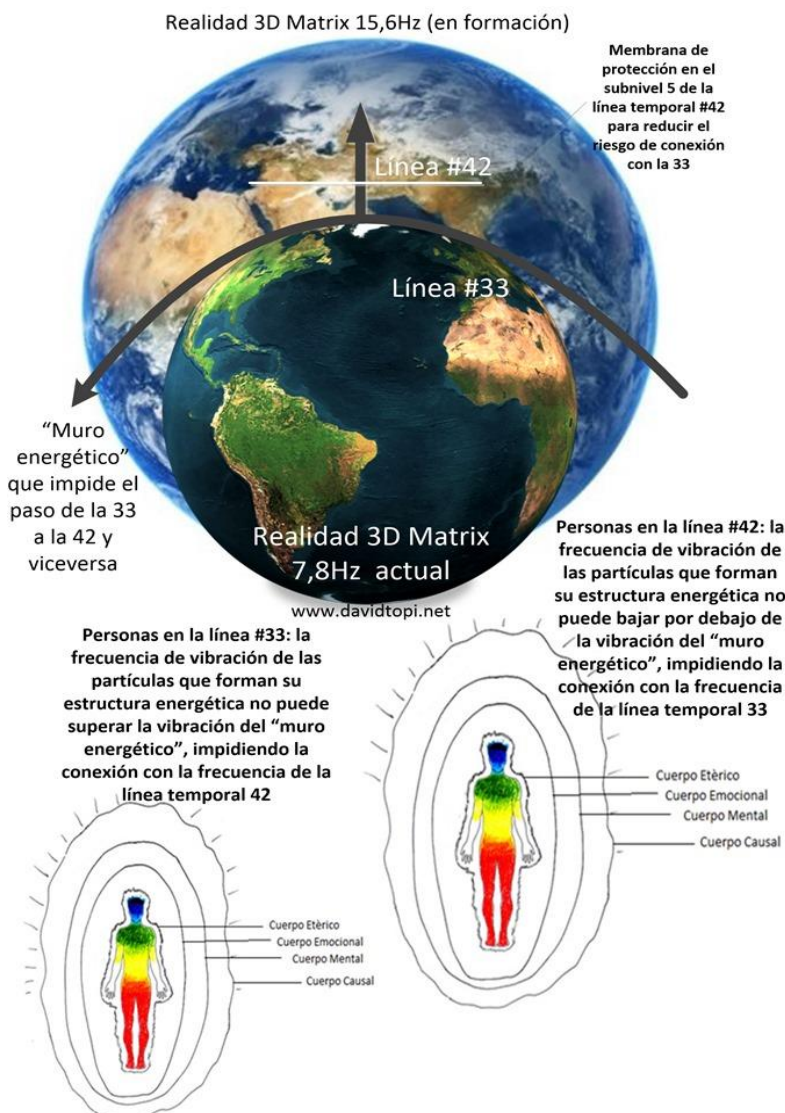 Realidad 3D Matrix 15,6Hz (en formación)
Membrana de
protección en el
subnivel 5 de la
línea temporal #42
para reducir el
riesgo de conexión
con la 33
Línea #42
Línea #33
“Muro
energético”
que impide el
paso de la 33
a la 42 y
viceversa
Realidad 3D Matrix
7,8Hz actual
www.davidtopi.net
Personas en la línea #42: la
frecuencia de vibración de
las partículas que forman
su estructura energética no
puede bajar por debajo de
la vibración del “muro
energético”, impidiendo la
conexión con la frecuencia
de la línea temporal 33
Personas en la línea #33: la
frecuencia de vibración de las
partículas que forman su
estructura energética no puede
superar la vibración del “muro
energético”, impidiendo la
conexión con la frecuencia de la
línea temporal 42
Cuerpo Etèrico
Cuerpo Emocional
Cuerpo Mental
Cuerpo Causal
Cuerpo Etèrico
Cuerpo Emocional
Cuerpo Mental
Cuerpo Causal